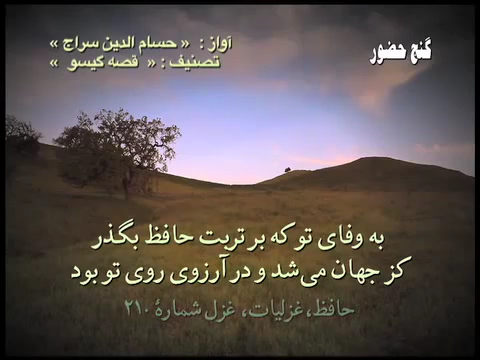 آواز : « حسام الدین سراج »
تصنیف : « قصه گیسو »
گنج حضور
به وفای تو که بر تربت حافظ بگذر
کز جهان می‌شد و در آرزوی روی تو بود
حافظ، غزلیات، غزل شمارهٔ ۲۱۰